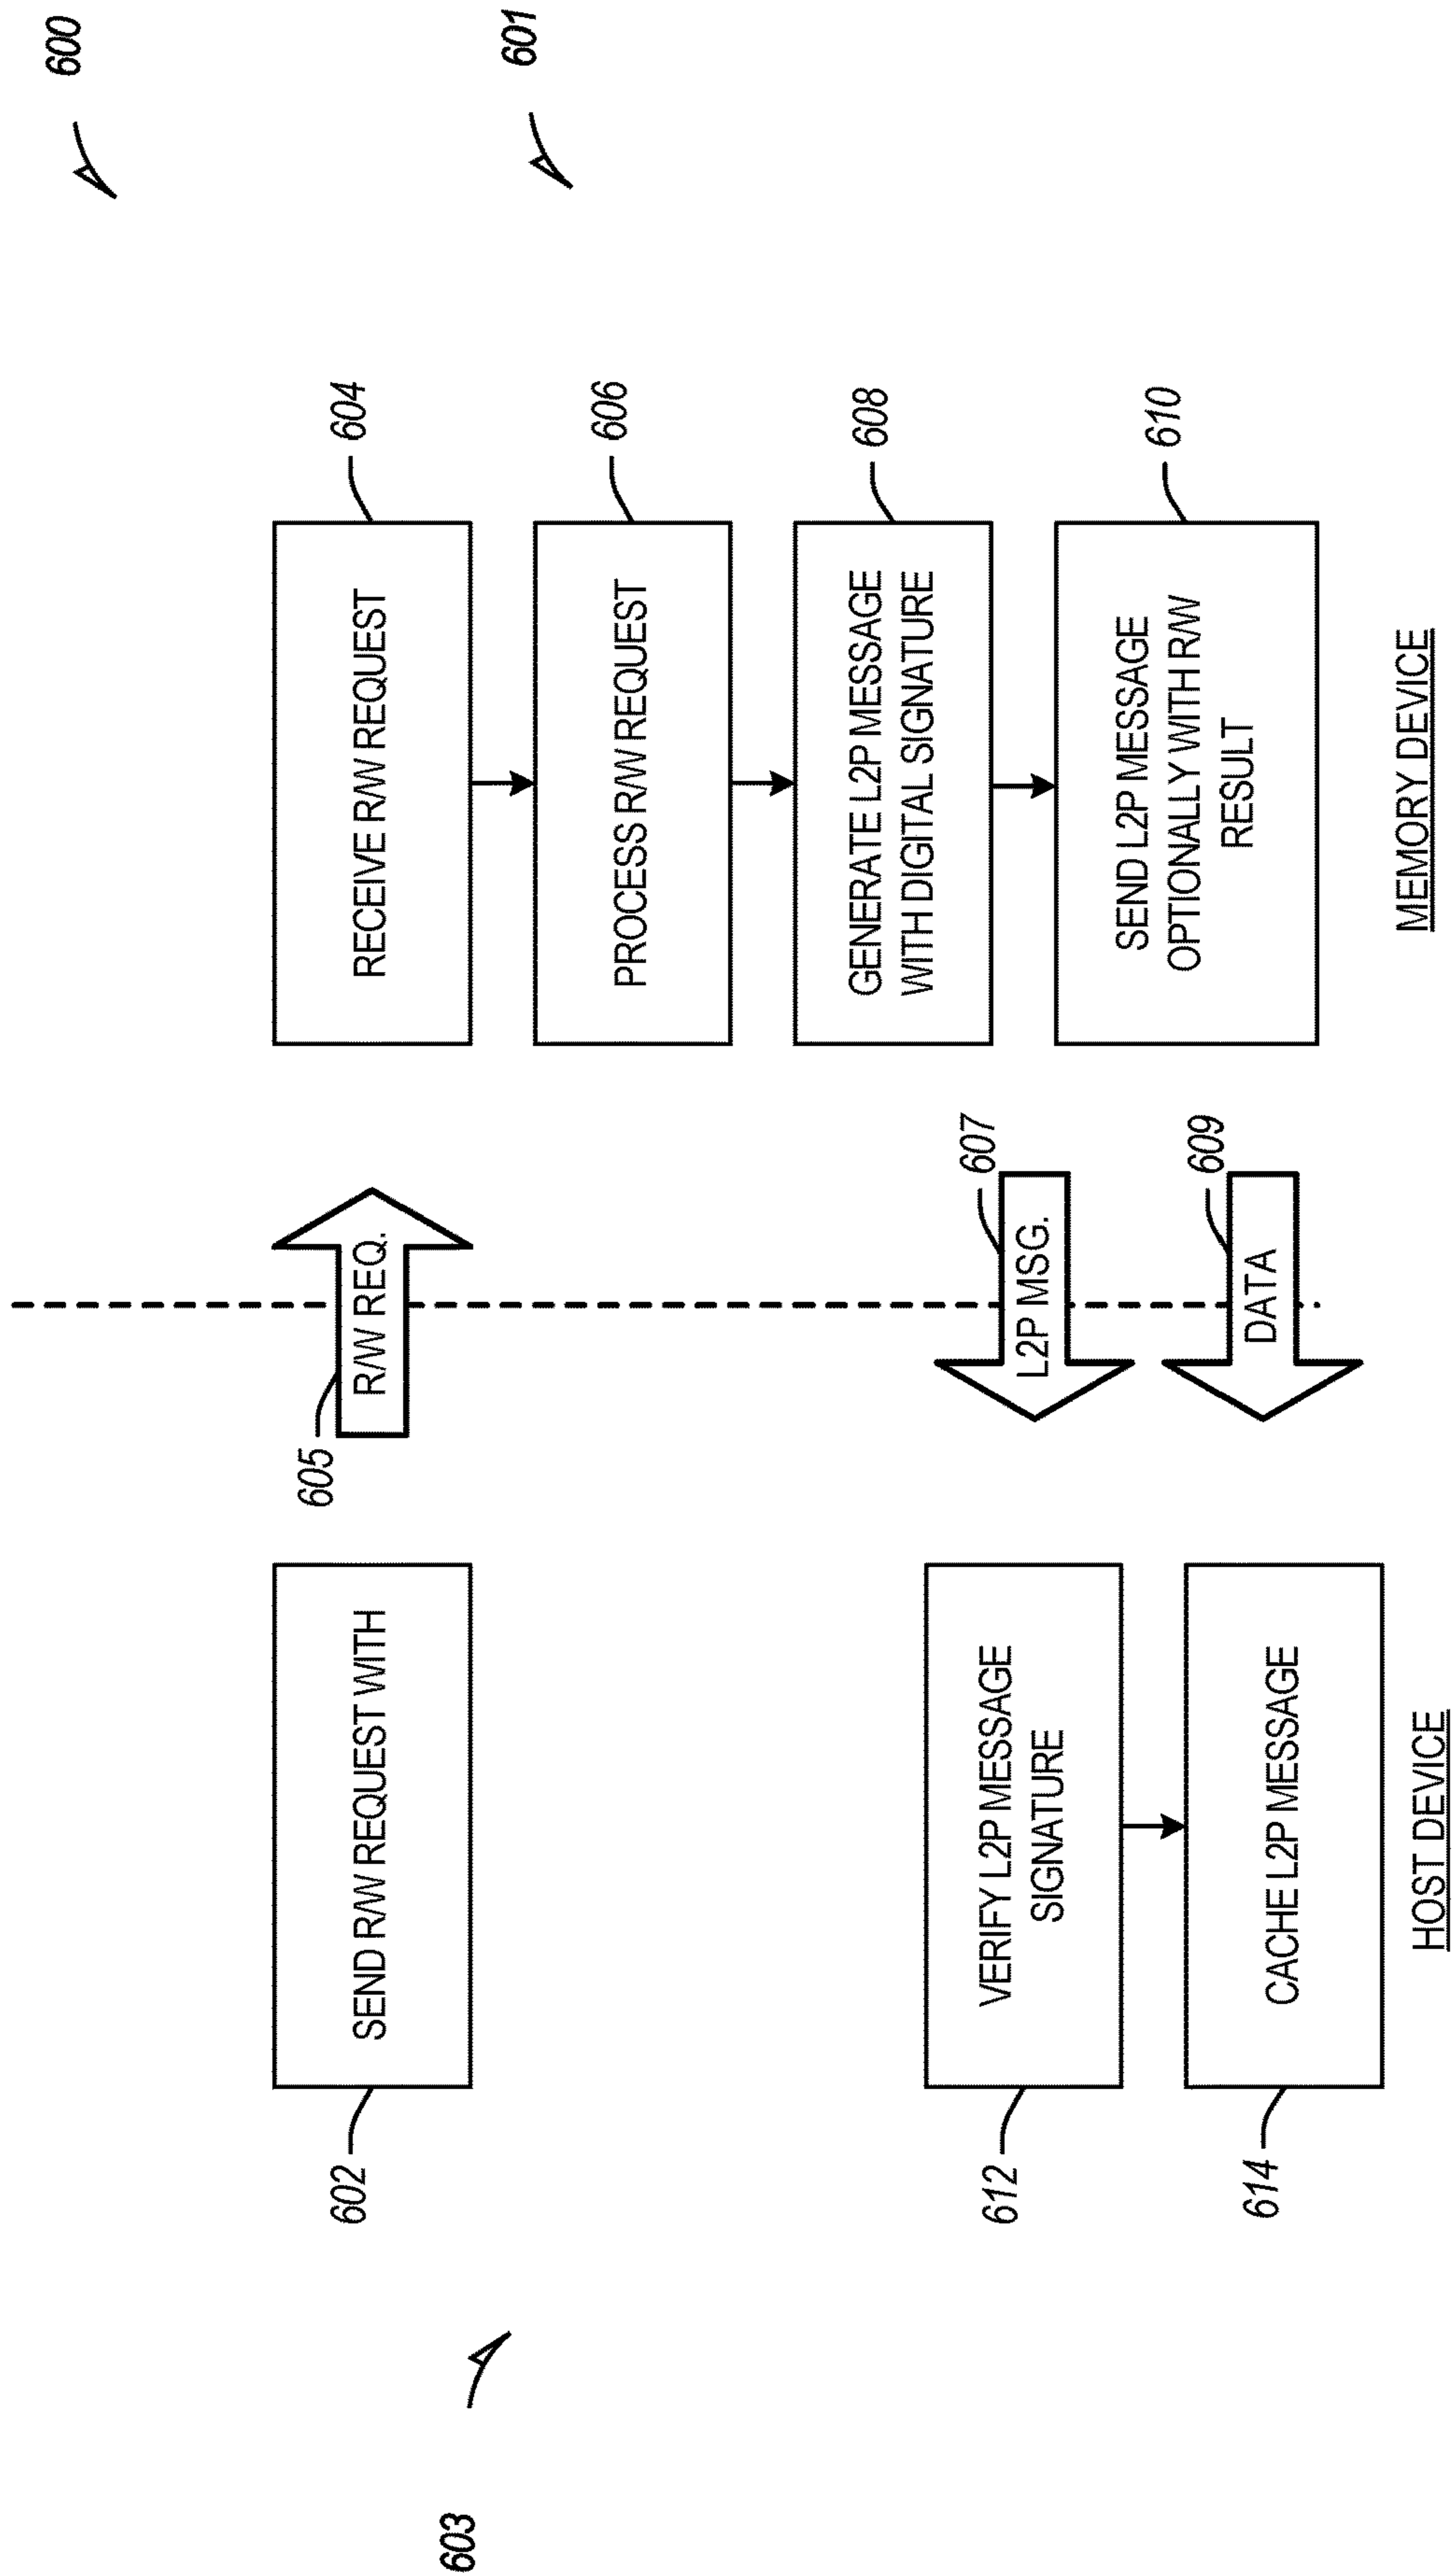 600
601
603
602
SEND R/W REQUEST WITH
605
R/W REQ.
604
RECEIVE R/W REQUEST
606
PROCESS R/W REQUEST
608
GENERATE L2P MESSAGE
WITH DIGITAL SIGNATURE
610
SEND L2P MESSAGE
OPTIONALLY WITH R/W
RESULT
607
L2P MSG.
609
DATA
612
VERIFY L2P MESSAGE
SIGNATURE
614
CACHE L2P MESSAGE
HOST DEVICE
MEMORY DEVICE